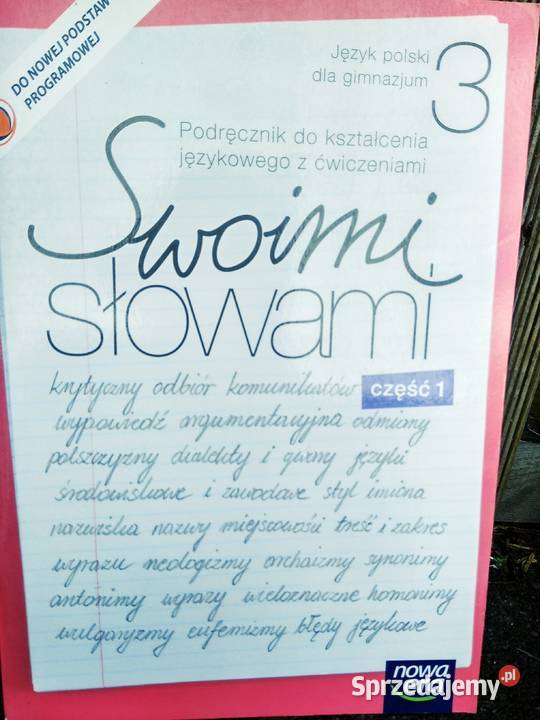 DO NOWEJ PODSTAW
PROGRAMOWEJ
Język polski
dla gimnazjum
3
Podręcznik do kształcenia
językowego z ćwiczeniami
Swoimi
słowami
część 1
krytyczny odbiór komunikatów
wypowiedź argumentacyjna odmiany
polszczyzny dialekty i gwary języki
środowiskowe i zawodowe styl imiona
nazwiska nazwy miejscowości treść i zakres
wyrazu neologizmy archaizmy synonimy
antonimy wyrazy wieloznaczne homonimy
wulgaryzmy eufemizmy błędy językowe
nowa
era
Sprzedajemy.pl